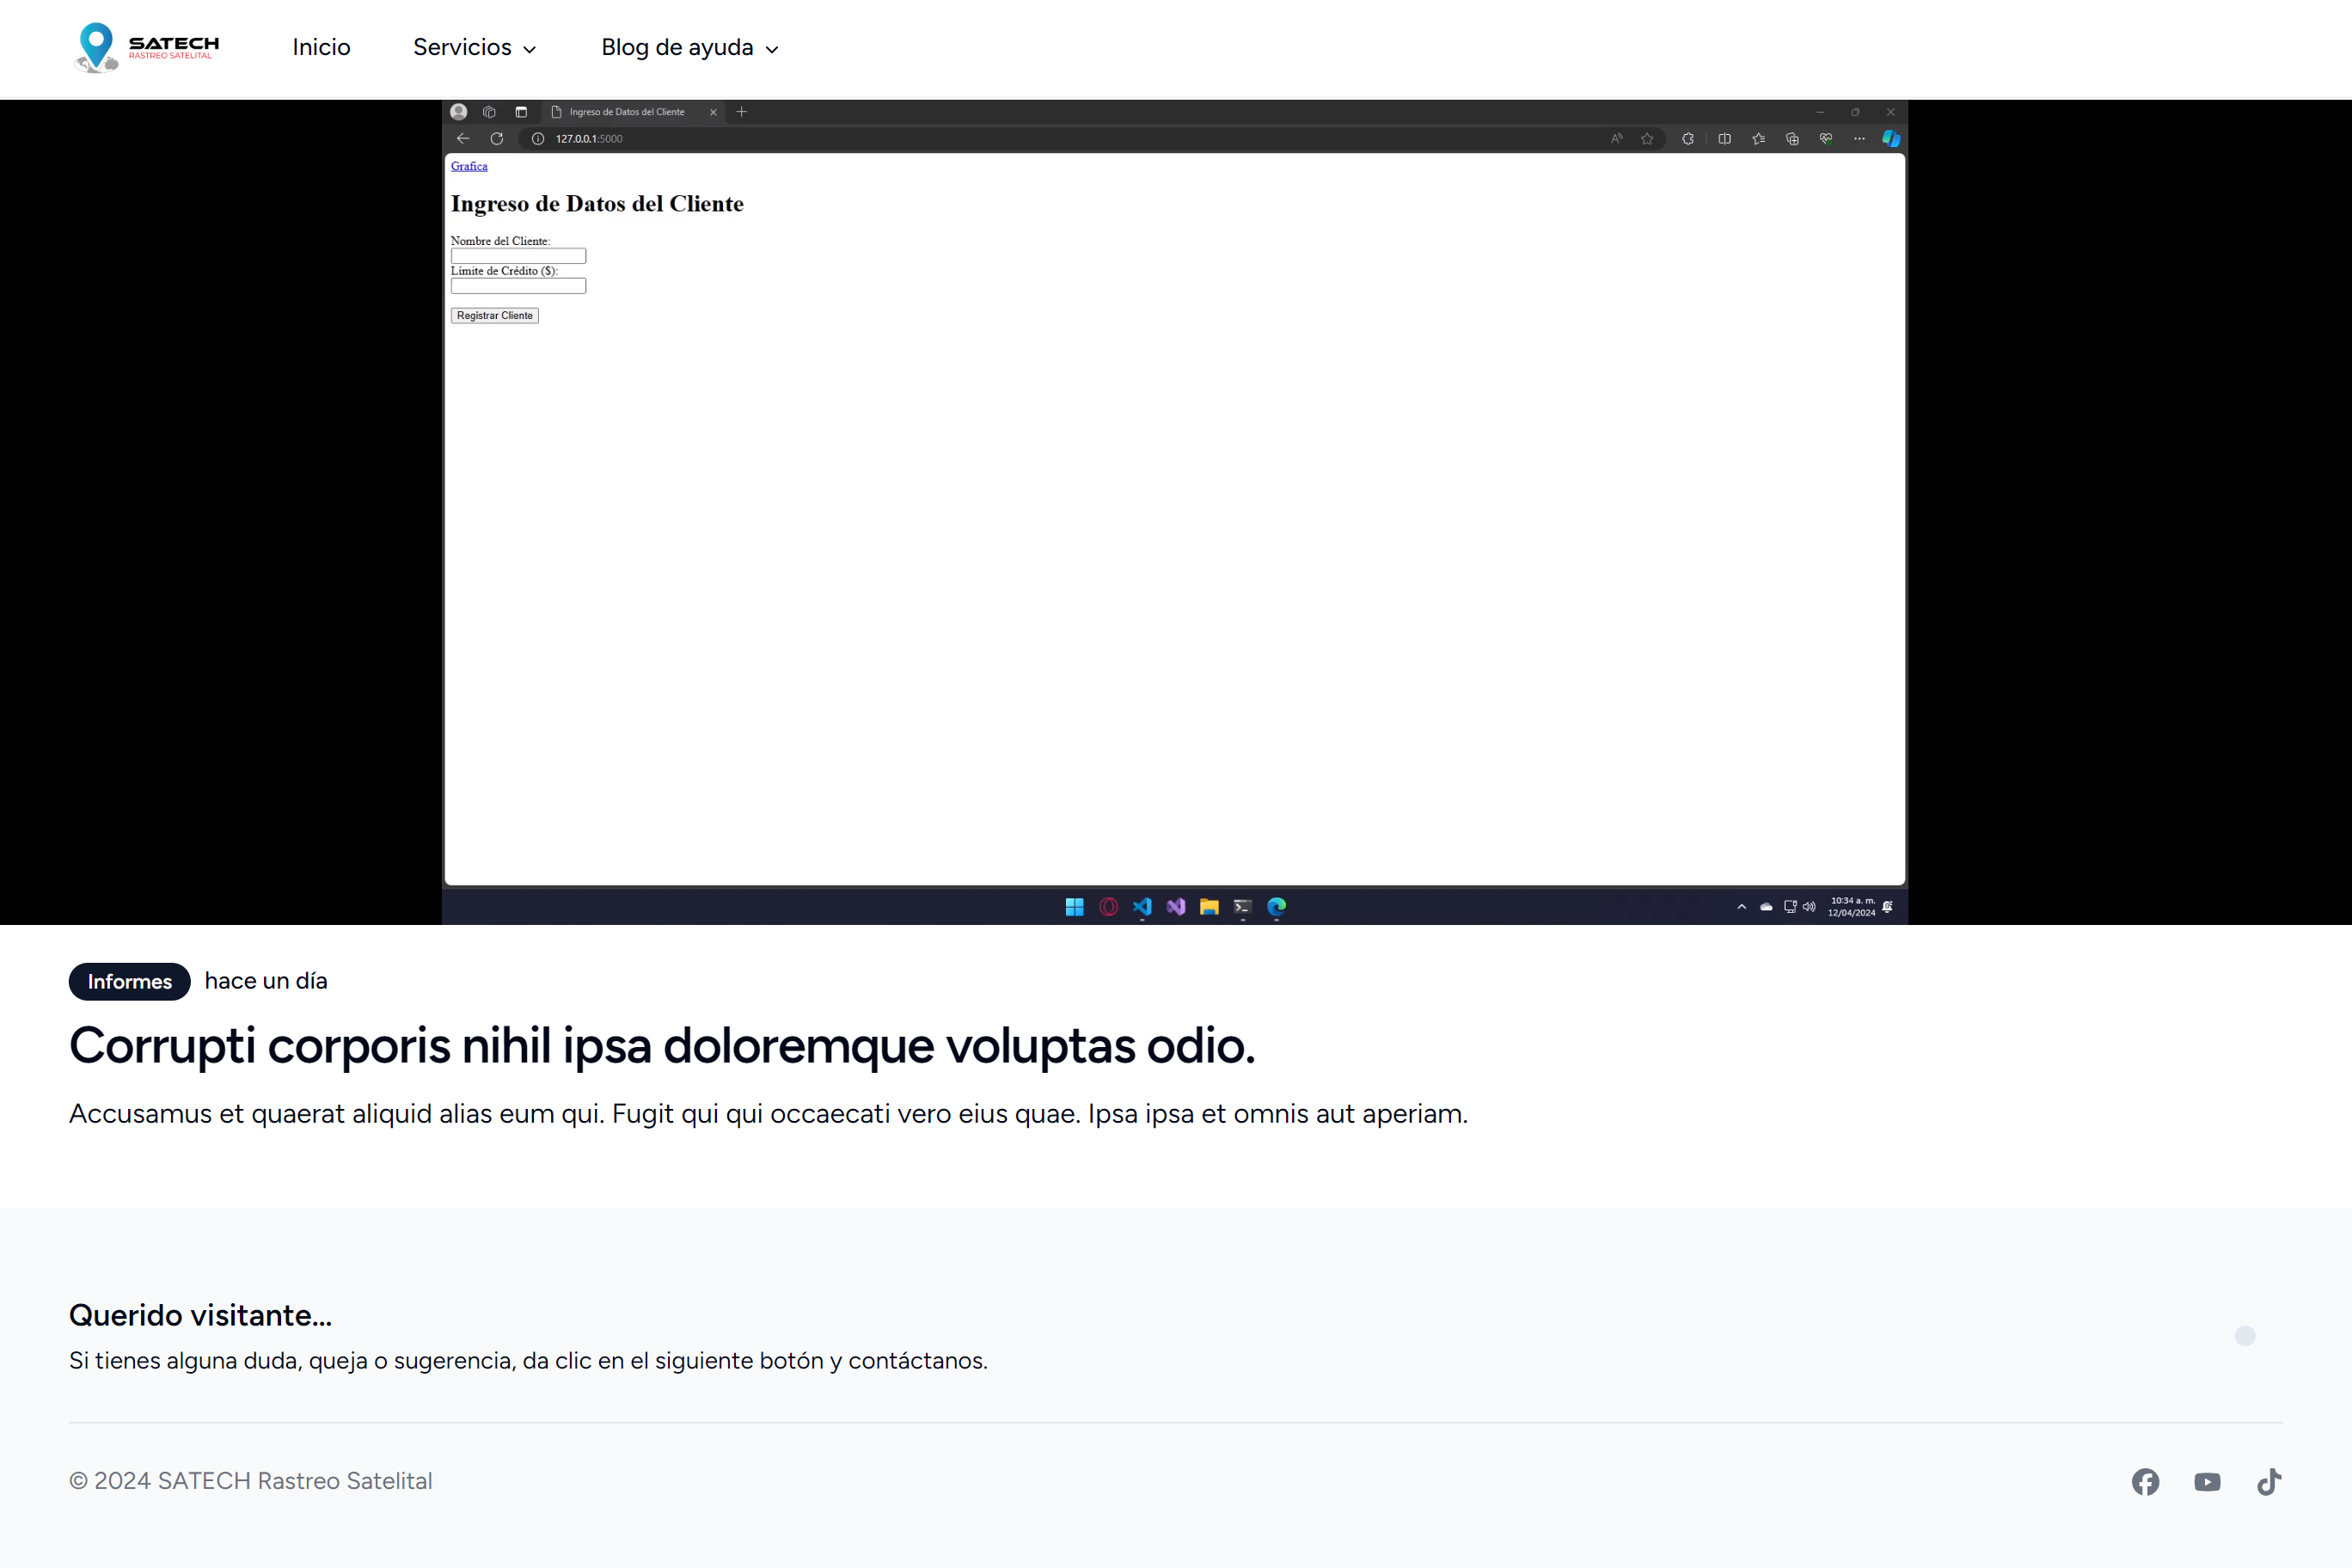 SATECH
RASTREO SATELITAL
Inicio
Servicios
Blog de ayuda
Ingreso de Datos del Cliente
127.0.0.1:5000
Grafica
Ingreso de Datos del Cliente
Nombre del Cliente:
Límite de Crédito ($):
Registrar Cliente
10:34 a. m.
12/04/2024
Informes
hace un día
Corrupti corporis nihil ipsa doloremque voluptas odio.
Accusamus et quaerat aliquid alias eum qui. Fugit qui qui occaecati vero eius quae. Ipsa ipsa et omnis aut aperiam.
Querido visitante...
Si tienes alguna duda, queja o sugerencia, da clic en el siguiente botón y contáctanos.
© 2024 SATECH Rastreo Satelital